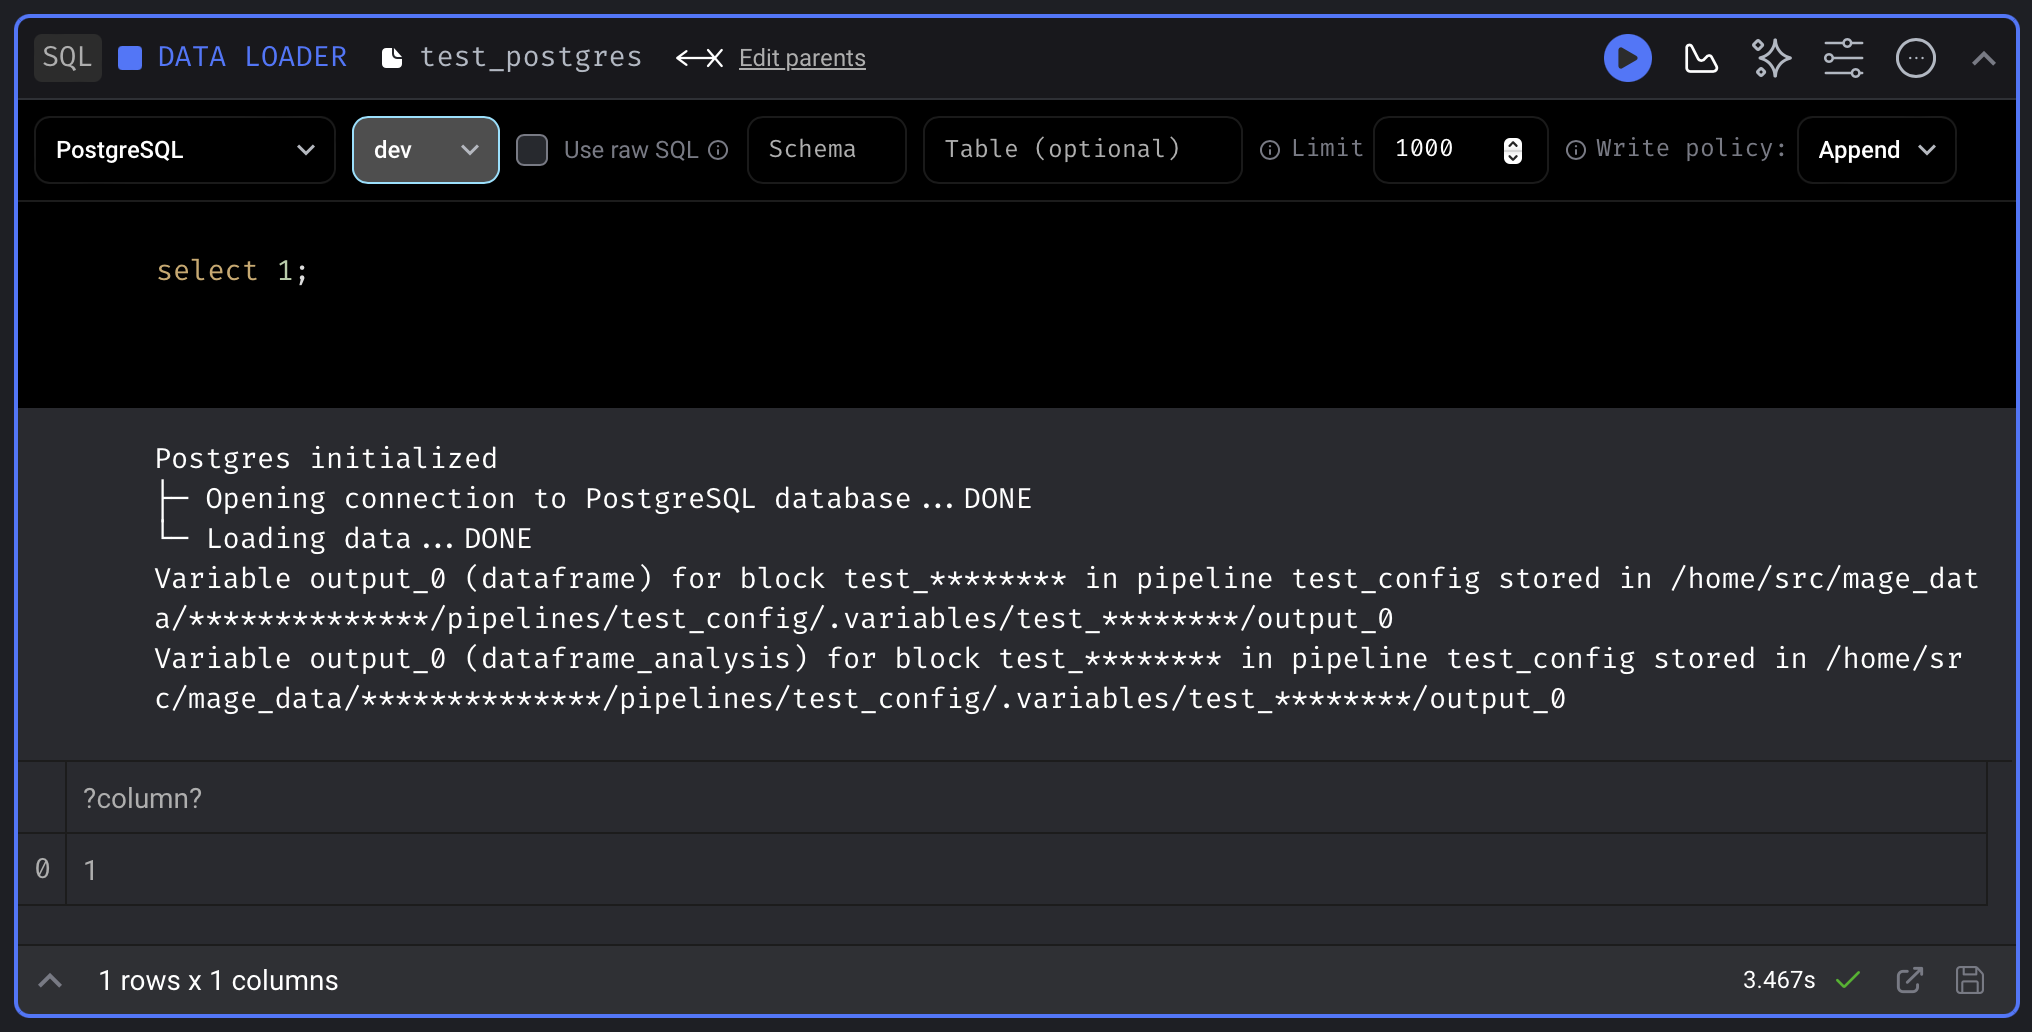 SQL DATA LOADER test_postgres Edit parents
PostgreSQL dev Use raw SQL Schema Table (optional) Limit 1000 Write policy: Append
select 1;
Postgres initialized
├─ Opening connection to PostgreSQL database...DONE
└─ Loading data...DONE
Variable output_0 (dataframe) for block test_******** in pipeline test_config stored in /home/src/mage_dat
a/**************/pipelines/test_config/.variables/test_********/output_0
Variable output_0 (dataframe_analysis) for block test_******** in pipeline test_config stored in /home/sr
c/mage_data/**************/pipelines/test_config/.variables/test_********/output_0
?column?
0 1
1 rows x 1 columns 3.467s